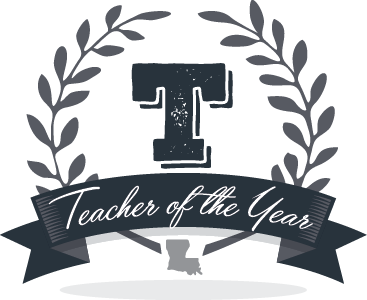 T
Teacher of the Year